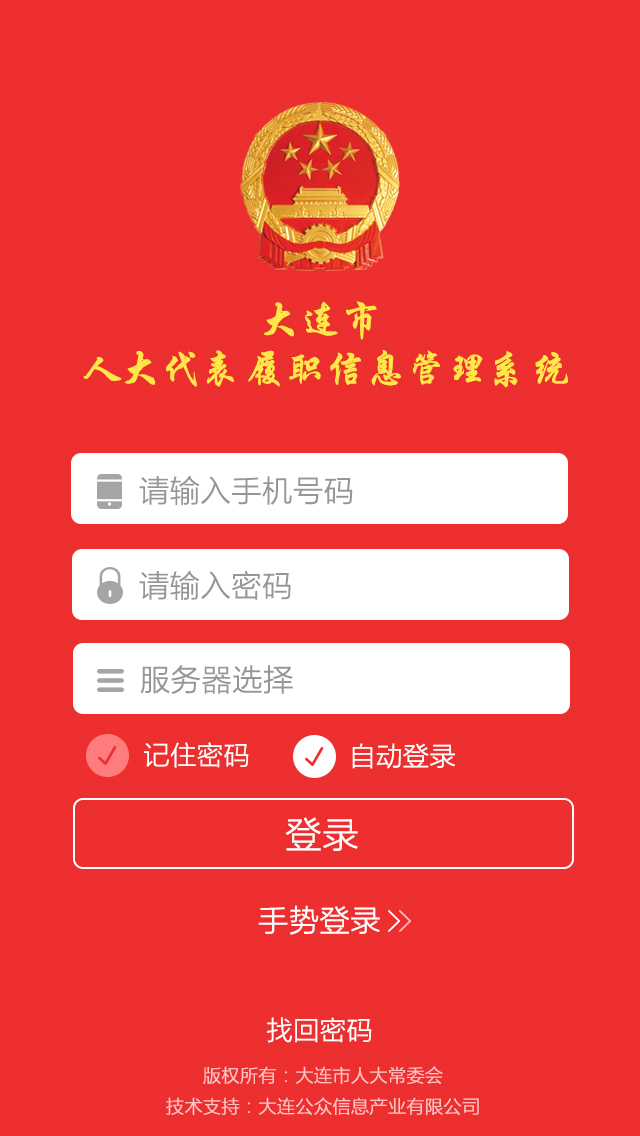 大连市
人大代表履职信息管理系统
请输入手机号码
请输入密码
服务器选择
记住密码 自动登录
登录
手势登录
找回密码
版权所有：大连市人大常委会
技术支持：大连公众信息产业有限公司